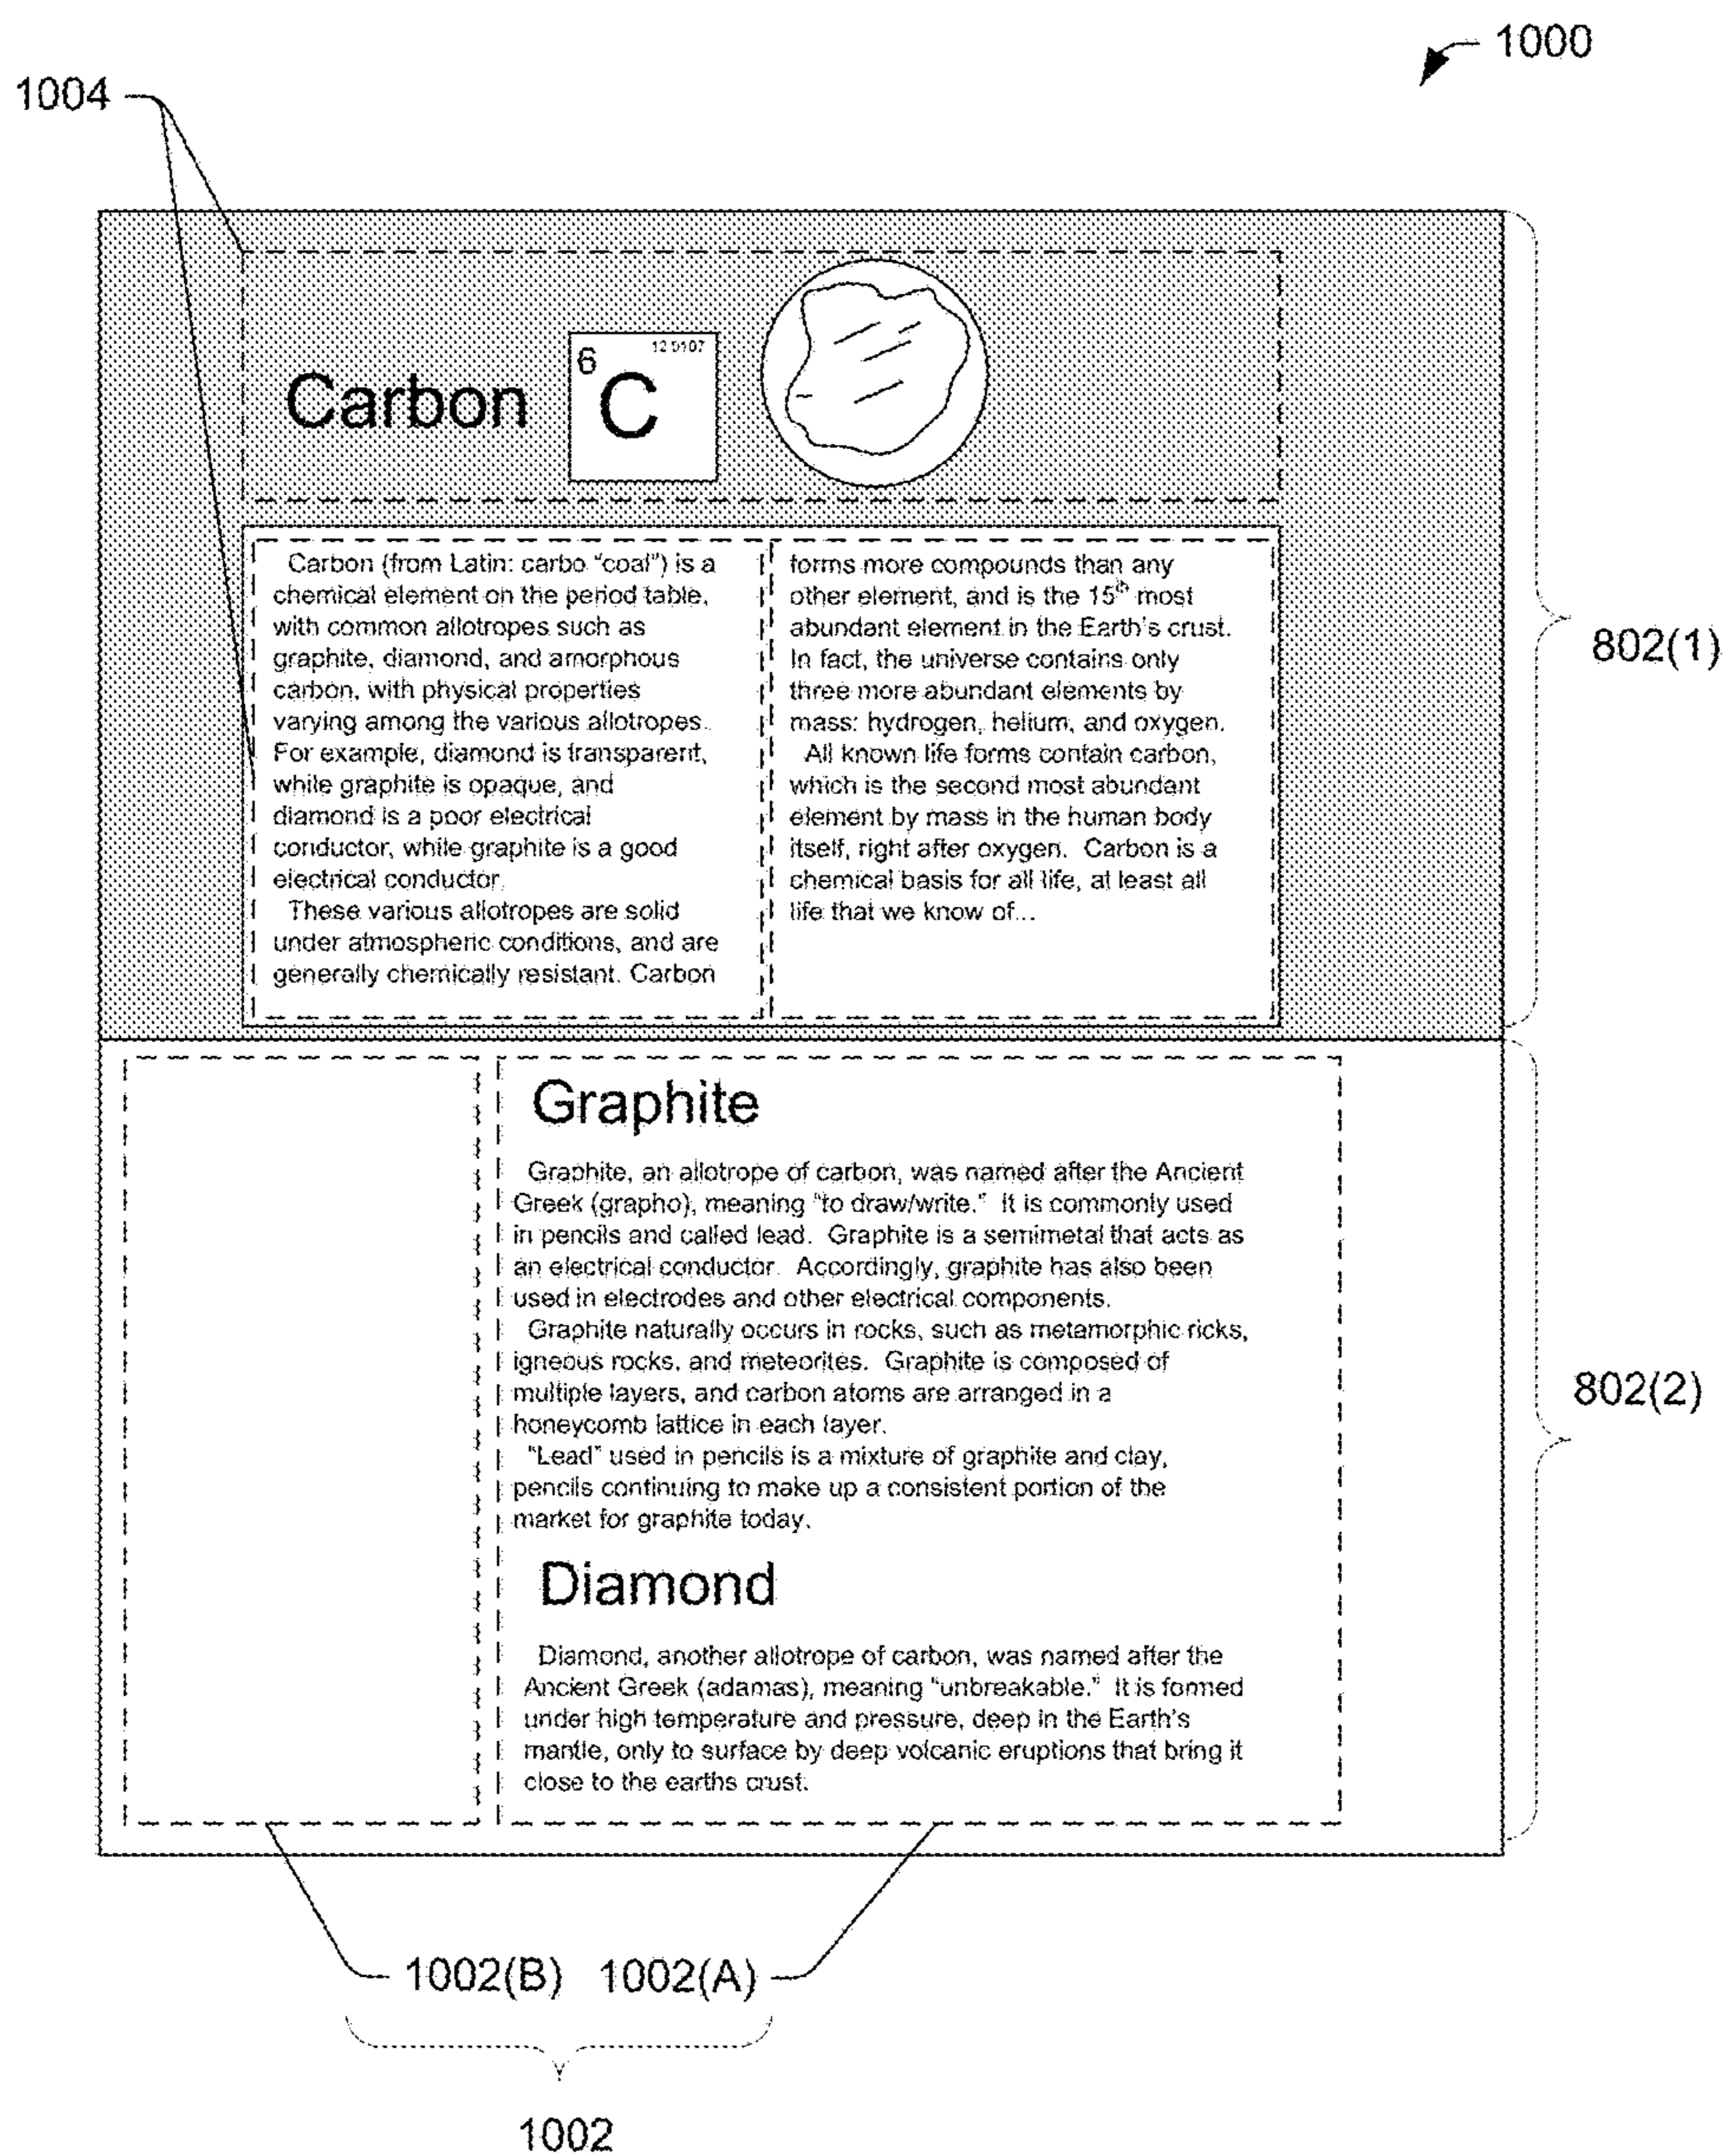 1000
1004
Carbon
6
12.0107
C
Carbon (from Latin: carbo "coal") is a
chemical element on the period table,
with common allotropes such as
graphite, diamond, and amorphous
carbon, with physical properties
varying among the various allotropes.
For example, diamond is transparent,
while graphite is opaque, and
diamond is a poor electrical
conductor, while graphite is a good
electrical conductor.
These various allotropes are solid
under atmospheric conditions, and are
generally chemically resistant. Carbon
forms more compounds than any
other element, and is the 15th most
abundant element in the Earth's crust.
In fact, the universe contains only
three more abundant elements by
mass: hydrogen, helium, and oxygen.
All known life forms contain carbon,
which is the second most abundant
element by mass in the human body
itself, right after oxygen. Carbon is a
chemical basis for all life, at least all
life that we know of...
802(1)
Graphite
Graphite, an allotrope of carbon, was named after the Ancient
Greek (grapho), meaning "to draw/write." It is commonly used
in pencils and called lead. Graphite is a semimetal that acts as
an electrical conductor. Accordingly, graphite has also been
used in electrodes and other electrical components.
Graphite naturally occurs in rocks, such as metamorphic ricks,
igneous rocks, and meteorites. Graphite is composed of
multiple layers, and carbon atoms are arranged in a
honeycomb lattice in each layer.
"Lead" used in pencils is a mixture of graphite and clay,
pencils continuing to make up a consistent portion of the
market for graphite today.
Diamond
Diamond, another allotrope of carbon, was named after the
Ancient Greek (adamas), meaning "unbreakable." It is formed
under high temperature and pressure, deep in the Earth's
mantle, only to surface by deep volcanic eruptions that bring it
close to the earths crust.
802(2)
1002(B) 1002(A)
1002